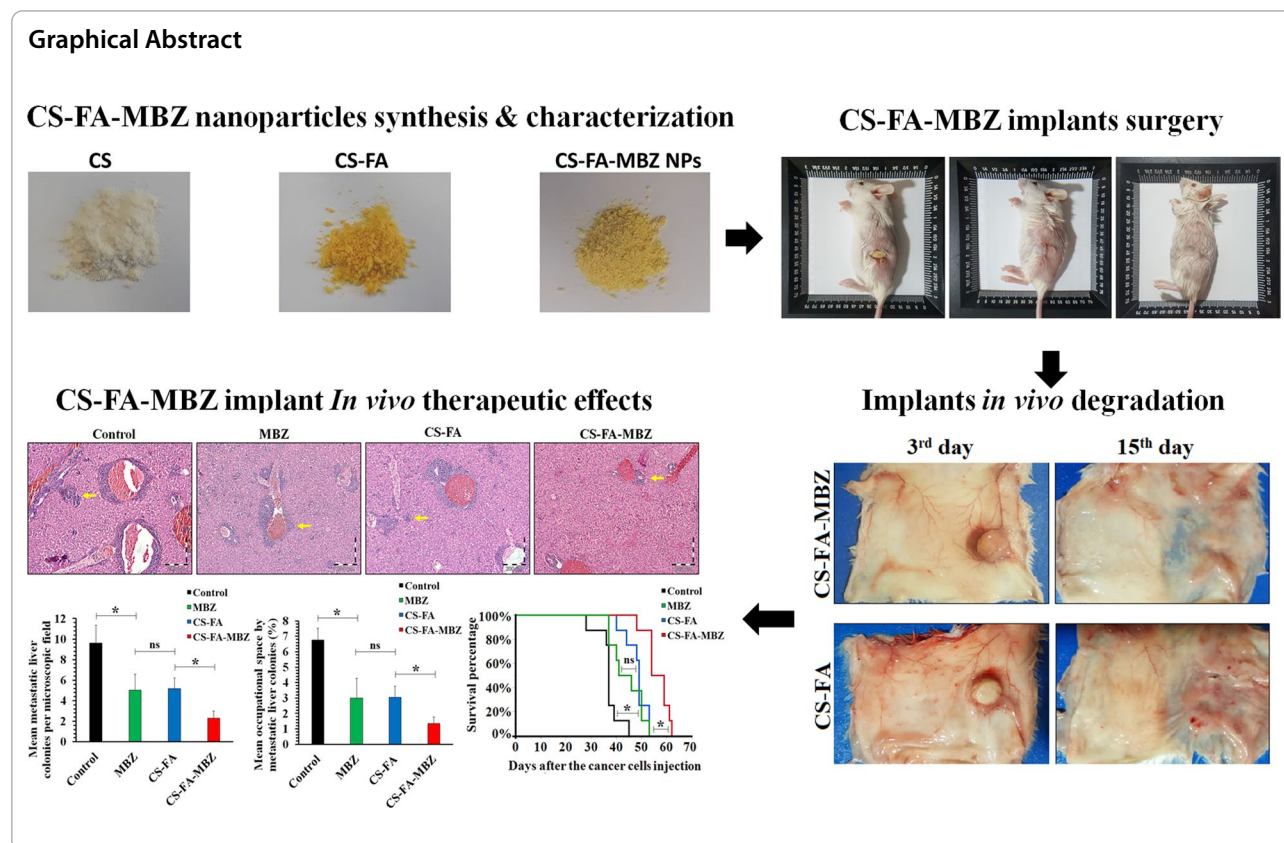 Graphical Abstract
CS-FA-MBZ nanoparticles synthesis & characterization
CS
CS-FA
CS-FA-MBZ NPs
CS-FA-MBZ implants surgery
Implants in vivo degradation
3rd day
15th day
CS-FA-MBZ
CS-FA
CS-FA-MBZ implant In vivo therapeutic effects
Control
MBZ
CS-FA
CS-FA-MBZ
Mean metastatic liver
colonies per microscopic field
12
10
8
6
4
2
0
*
ns
*
Control
MBZ
CS-FA
CS-FA-MBZ
Control
MBZ
CS-FA
CS-FA-MBZ
Mean occupational space by
metastatic liver colonies (%)
8
7
6
5
4
3
2
1
0
*
ns
*
Control
MBZ
CS-FA
CS-FA-MBZ
Control
MBZ
CS-FA
CS-FA-MBZ
Survival percentage
100%
80%
60%
40%
20%
0%
ns
*
*
Control
MBZ
CS-FA
CS-FA-MBZ
0 10 20 30 40 50 60 70
Days after the cancer cells injection